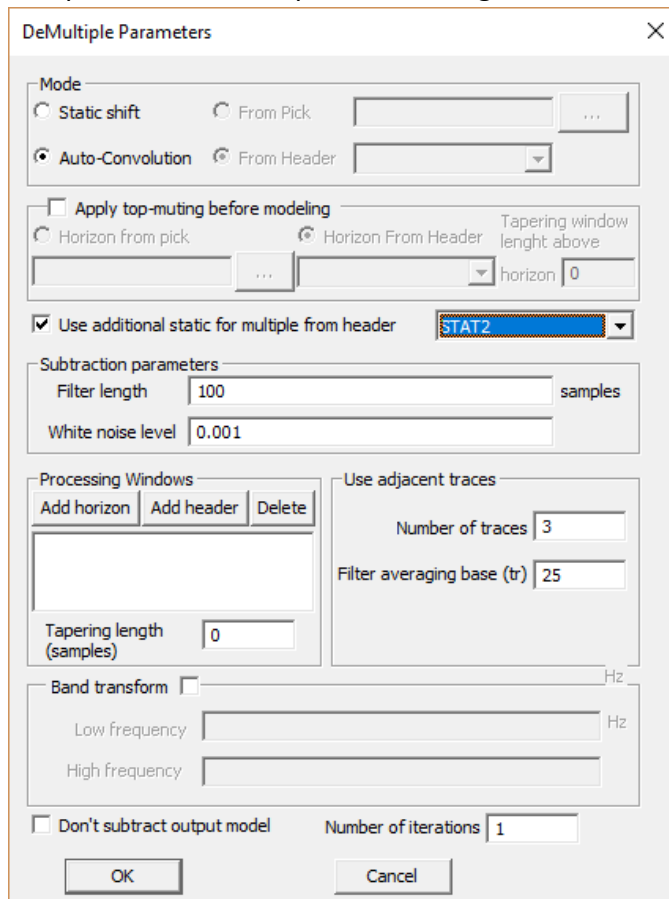 DeMultiple Parameters
Mode
Static shift From Pick ...
Auto-Convolution From Header
Apply top-muting before modeling
Horizon from pick Horizon From Header Tapering window
lenght above
... horizon 0
Use additional static for multiple from header STAT2
Subtraction parameters
Filter length 100 samples
White noise level 0.001
Processing Windows Use adjacent traces
Add horizon Add header Delete
Number of traces 3
Filter averaging base (tr) 25
Tapering length
(samples) 0
Band transform Hz
Low frequency Hz
High frequency
Don't subtract output model Number of iterations 1
OK Cancel